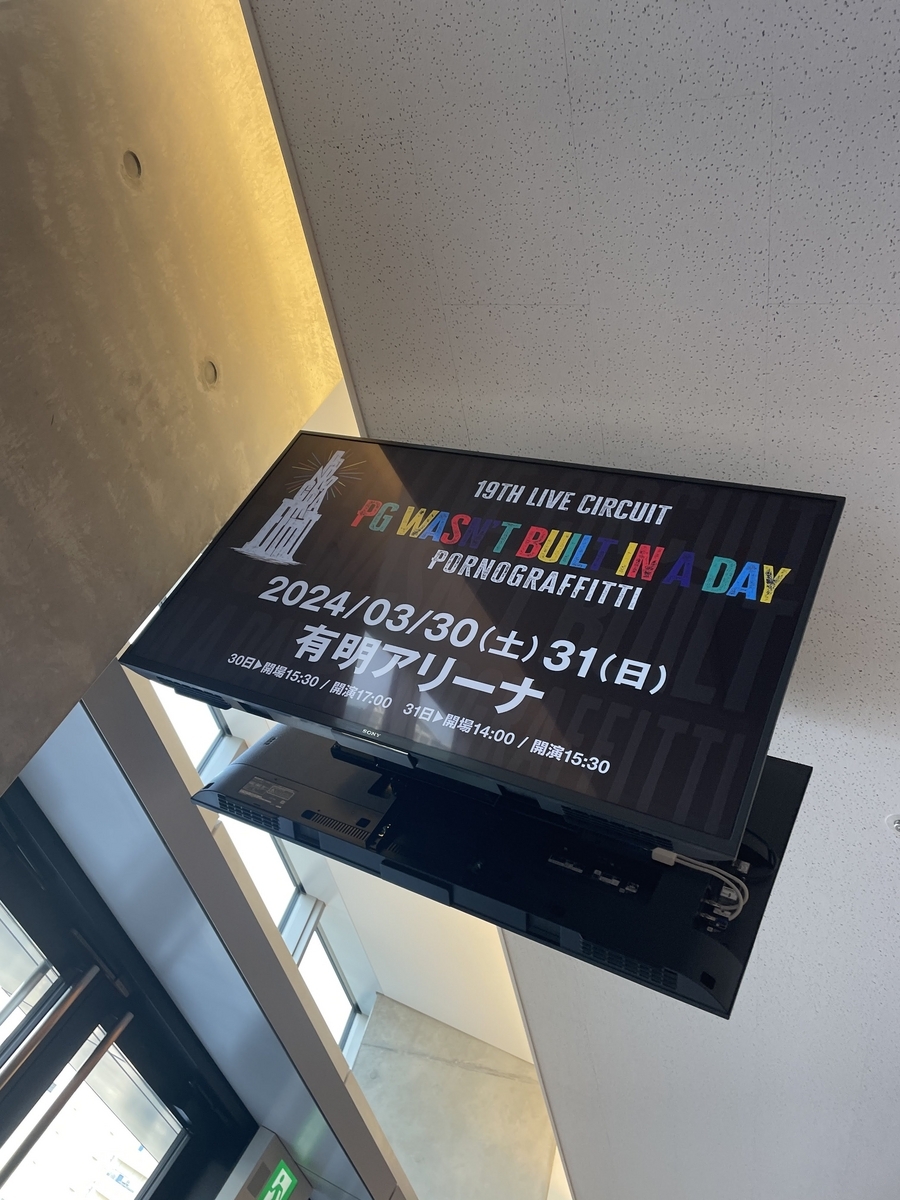 19TH LIVE CIRCUIT
PG WASN'T BUILT IN A DAY
PORNOGRAFFITTI
2024/03/30(土) 31(日)
有明アリーナ
30日▶開場15:30 / 開演17:00 31日▶開場14:00 / 開演15:30
SONY